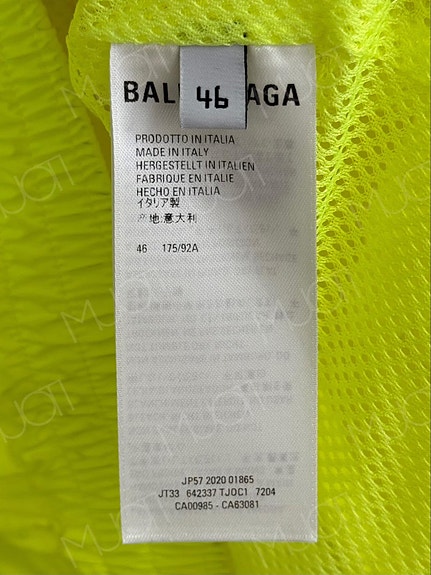 BAL 46 AGA
PRODOTTO IN ITALIA
MADE IN ITALY
HERGESTELLT IN ITALIEN
FABRIQUE EN ITALIE
HECHO EN ITALIA
イタリア製
产地:意大利
46 175/92A
JP57 2020 01865
JT33 642337 TJOC1 7204
CA00985 - CA63081
MJOTI